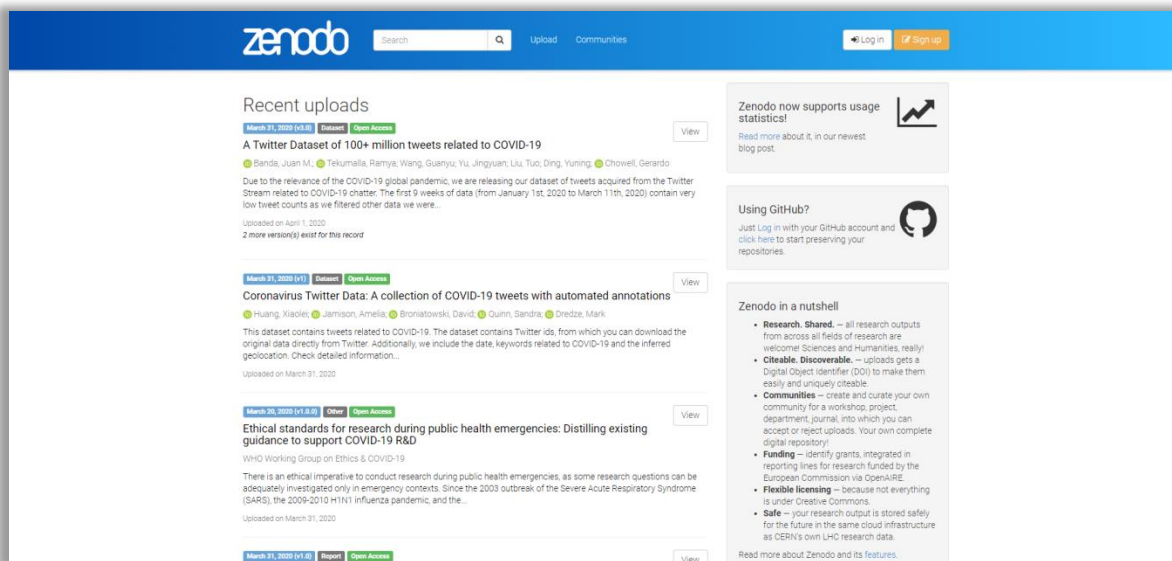 zenodo
Search
Upload
Communities
Log in
Sign up
Recent uploads
March 31, 2020 (v3.0) Dataset Open Access
View
A Twitter Dataset of 100+ million tweets related to COVID-19
Banda, Juan M.; Tekumalla, Ramya; Wang, Guanyu; Yu, Jingyuan; Liu, Tuo; Ding, Yuning; Chowell, Gerardo
Due to the relevance of the COVID-19 global pandemic, we are releasing our dataset of tweets acquired from the Twitter
Stream related to COVID-19 chatter. The first 9 weeks of data (from January 1st, 2020 to March 11th, 2020) contain very
low tweet counts as we filtered other data we were...
Uploaded on April 1, 2020
2 more version(s) exist for this record
March 31, 2020 (v1) Dataset Open Access
View
Coronavirus Twitter Data: A collection of COVID-19 tweets with automated annotations
Huang, Xiaolei; Jamison, Amelia; Broniatowski, David; Quinn, Sandra; Dredze, Mark
This dataset contains tweets related to COVID-19. The dataset contains Twitter ids, from which you can download the
original data directly from Twitter. Additionally, we include the date, keywords related to COVID-19 and the inferred
geolocation. Check detailed information...
Uploaded on March 31, 2020
March 20, 2020 (v1.0.0) Other Open Access
View
Ethical standards for research during public health emergencies: Distilling existing
guidance to support COVID-19 R&D
WHO Working Group on Ethics & COVID-19
There is an ethical imperative to conduct research during public health emergencies, as some research questions can be
adequately investigated only in emergency contexts. Since the 2003 outbreak of the Severe Acute Respiratory Syndrome
(SARS), the 2009-2010 H1N1 influenza pandemic, and the...
Uploaded on March 31, 2020
March 31, 2020 (v1.0) Report Open Access
View
Zenodo now supports usage
statistics!
Read more about it, in our newest
blog post.
Using GitHub?
Just Log in with your GitHub account and
click here to start preserving your
repositories.
Zenodo in a nutshell
• Research. Shared. — all research outputs
from across all fields of research are
welcome! Sciences and Humanities, really!
• Citeable. Discoverable. — uploads gets a
Digital Object Identifier (DOI) to make them
easily and uniquely citeable.
• Communities — create and curate your own
community for a workshop, project,
department, journal, into which you can
accept or reject uploads. Your own complete
digital repository!
• Funding — identify grants, integrated in
reporting lines for research funded by the
European Commission via OpenAIRE.
• Flexible licensing — because not everything
is under Creative Commons.
• Safe — your research output is stored safely
for the future in the same cloud infrastructure
as CERN's own LHC research data.
Read more about Zenodo and its features.